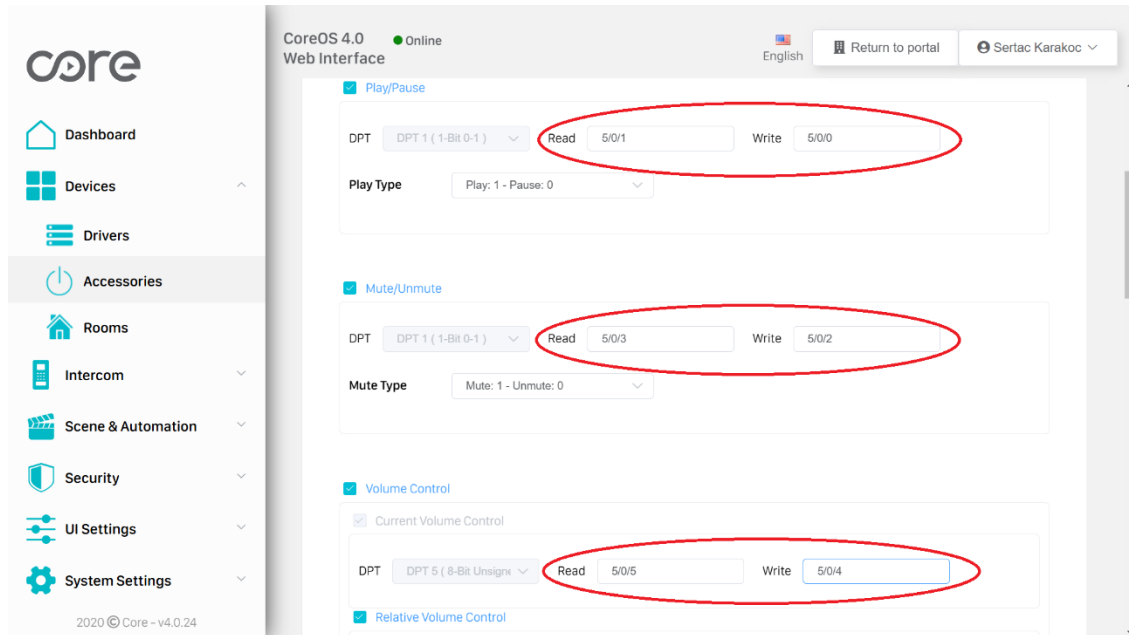 core
CoreOS 4.0 Online
Web Interface
English
Return to portal
Sertac Karakoc
Dashboard
Devices
Drivers
Accessories
Rooms
Intercom
Scene & Automation
Security
UI Settings
System Settings
2020 © Core - v4.0.24
Play/Pause
DPT DPT 1 ( 1-Bit 0-1 ) Read 5/0/1 Write 5/0/0
Play Type Play: 1 - Pause: 0
Mute/Unmute
DPT DPT 1 ( 1-Bit 0-1 ) Read 5/0/3 Write 5/0/2
Mute Type Mute: 1 - Unmute: 0
Volume Control
Current Volume Control
DPT DPT 5 ( 8-Bit Unsigne Read 5/0/5 Write 5/0/4
Relative Volume Control